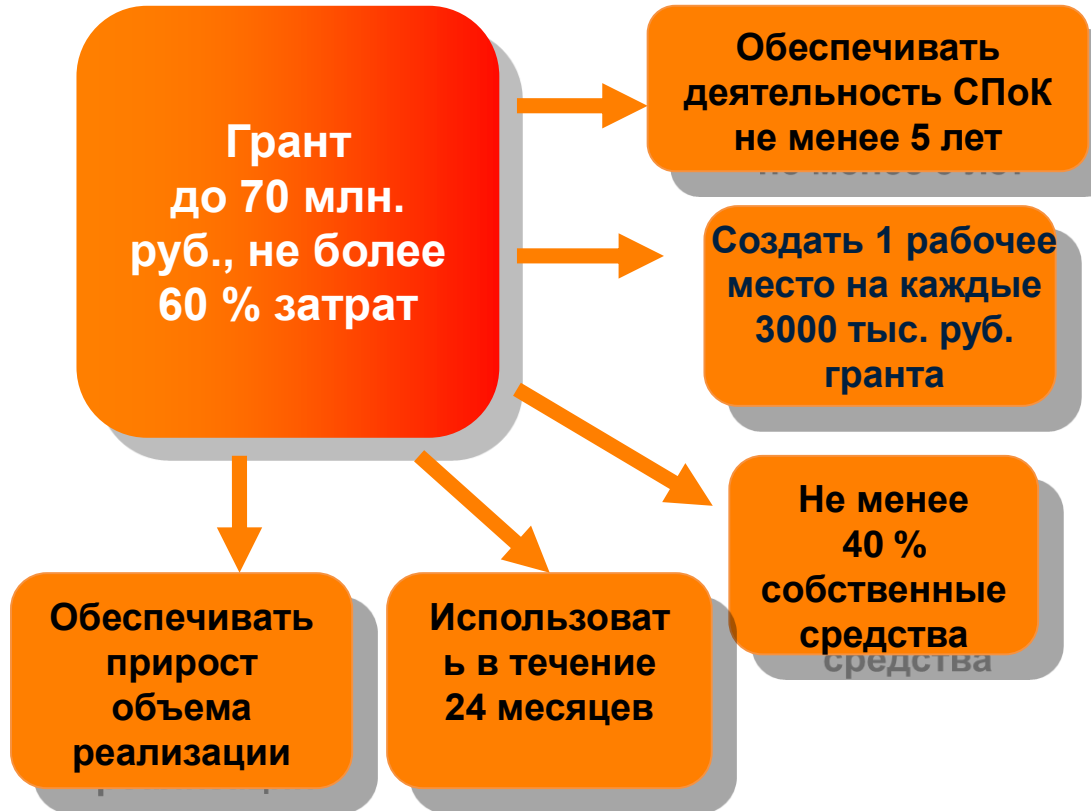 Грант
до 70 млн.
руб., не более
60 % затрат
Обеспечивать
деятельность СПоК
не менее 5 лет
Создать 1 рабочее
место на каждые
3000 тыс. руб.
гранта
Не менее
40 %
собственные
средства
Использоват
ь в течение
24 месяцев
Обеспечивать
прирост
объема
реализации